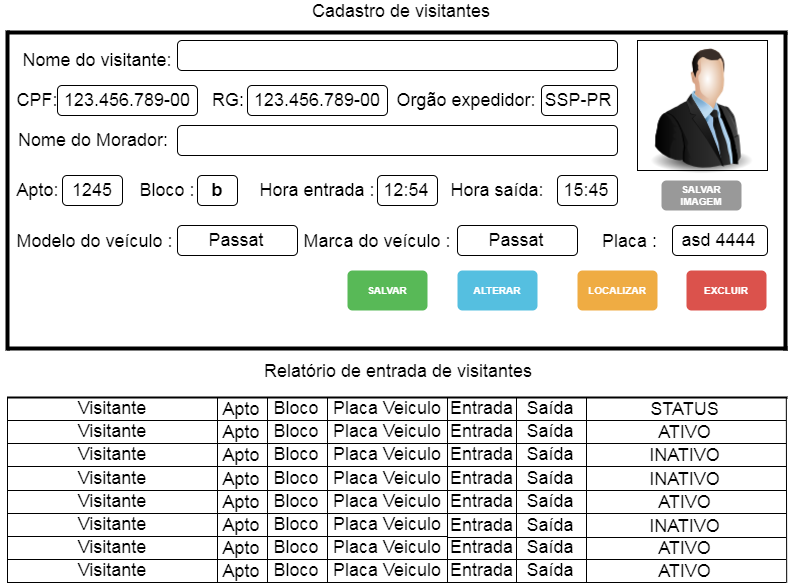 Cadastro de visitantes
Nome do visitante:
CPF: 123.456.789-00 RG: 123.456.789-00 Orgão expedidor: SSP-PR
Nome do Morador:
Apto: 1245 Bloco : b Hora entrada : 12:54 Hora saída: 15:45
SALVAR
IMAGEM
Modelo do veículo : Passat Marca do veículo : Passat Placa : asd 4444
SALVAR ALTERAR LOCALIZAR EXCLUIR
Relatório de entrada de visitantes
Visitante Apto Bloco Placa Veiculo Entrada Saída STATUS
Visitante Apto Bloco Placa Veiculo Entrada Saída ATIVO
Visitante Apto Bloco Placa Veiculo Entrada Saída INATIVO
Visitante Apto Bloco Placa Veiculo Entrada Saída INATIVO
Visitante Apto Bloco Placa Veiculo Entrada Saída ATIVO
Visitante Apto Bloco Placa Veiculo Entrada Saída INATIVO
Visitante Apto Bloco Placa Veiculo Entrada Saída ATIVO
Visitante Apto Bloco Placa Veiculo Entrada Saída ATIVO